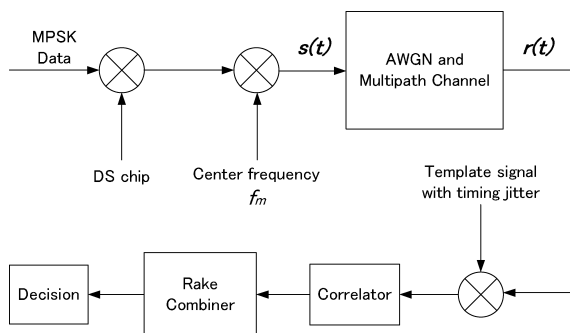 MPSK
Data
s(t)
AWGN and
Multipath Channel
r(t)
DS chip
Center frequency
fm
Template signal
with timing jitter
Decision
Rake
Combiner
Correlator